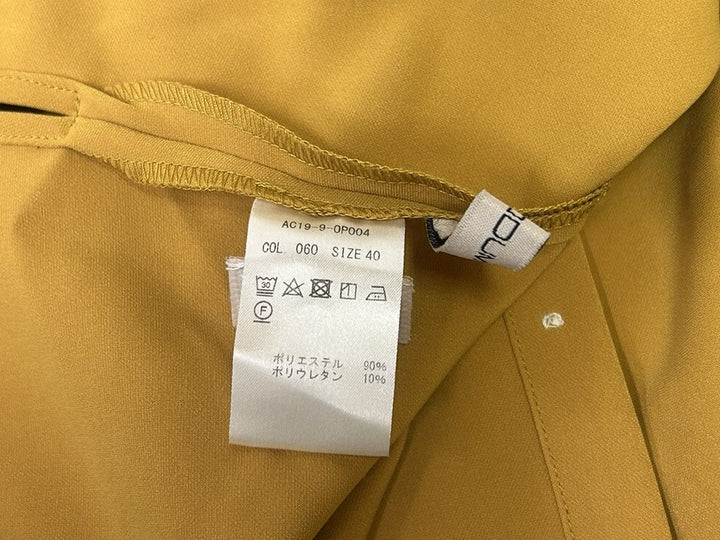 AC19-9-OP004
COL. 060 SIZE 40
30
F
ポリエステル 90%
ポリウレタン 10%